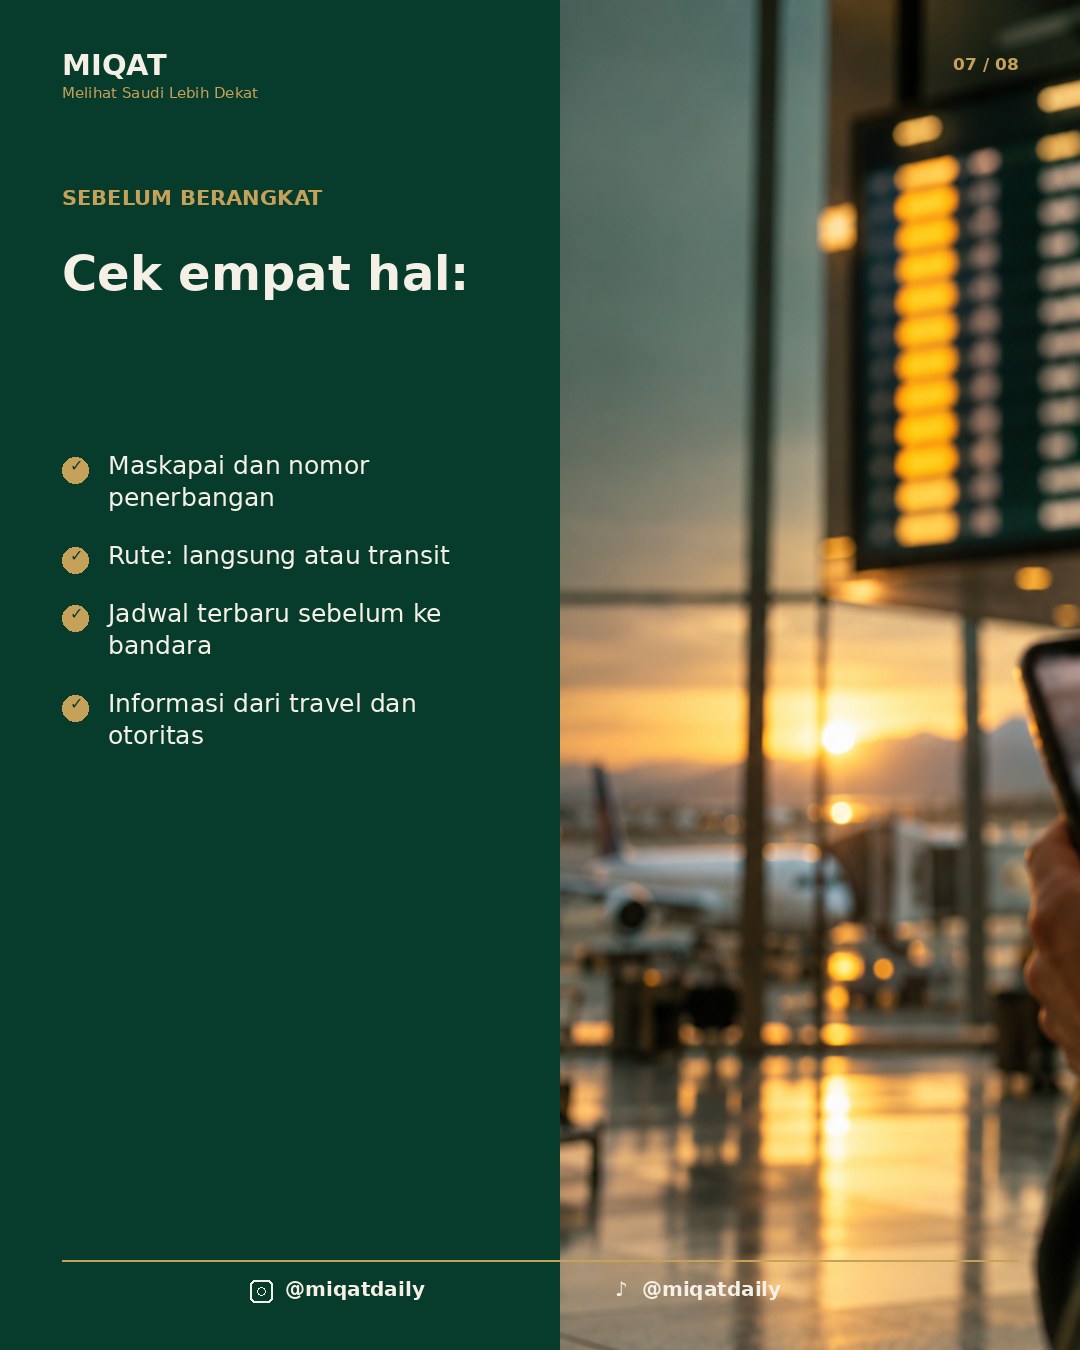 MIQAT
Melihat Saudi Lebih Dekat
07 / 08
SEBELUM BERANGKAT
Cek empat hal:
✓ Maskapai dan nomor
penerbangan
✓ Rute: langsung atau transit
✓ Jadwal terbaru sebelum ke
bandara
✓ Informasi dari travel dan
otoritas
@miqatdaily
♪ @miqatdaily